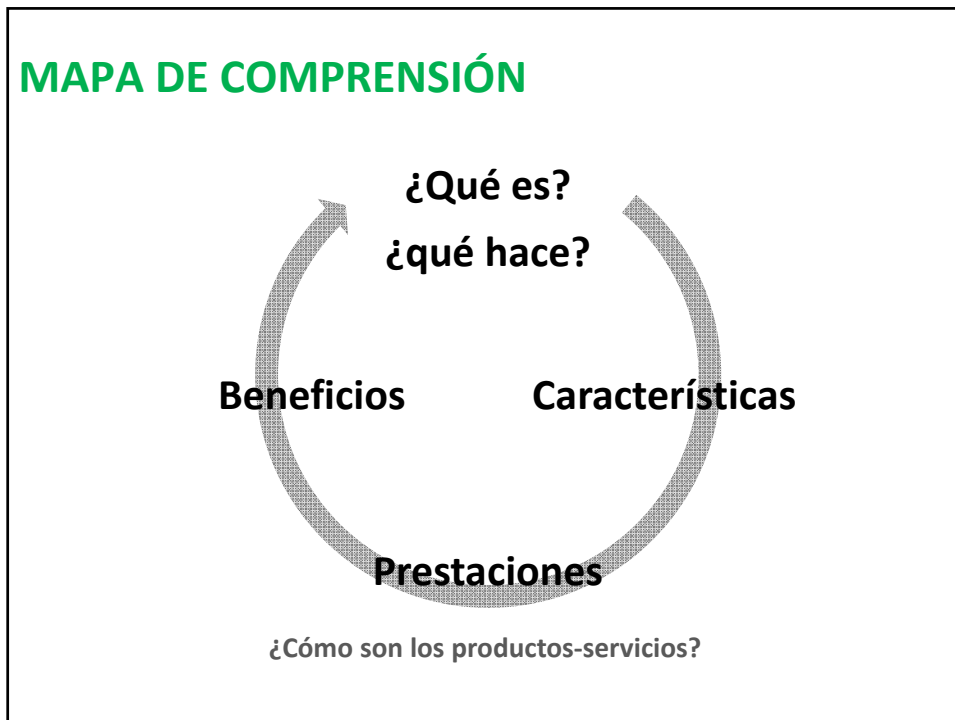 MAPA DE COMPRENSIÓN
¿Qué es?
¿qué hace?
Beneficios
Características
Prestaciones
¿Cómo son los productos-servicios?